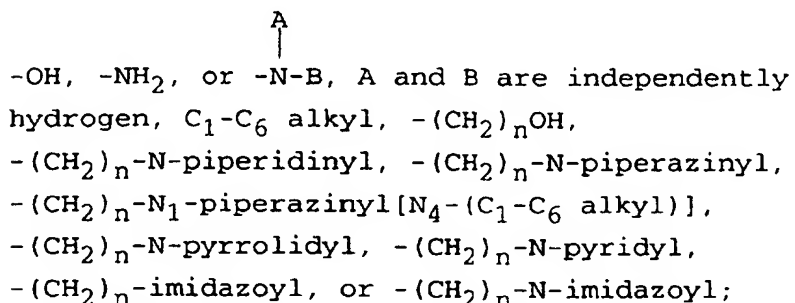 A
-OH, -NH₂, or -N-B, A and B are independently
hydrogen, C₁-C₆ alkyl, -(CH₂)ₙOH,
-(CH₂)ₙ-N-piperidinyl, -(CH₂)ₙ-N-piperazinyl,
-(CH₂)ₙ-N₁-piperazinyl[N₄-(C₁-C₆ alkyl)],
-(CH₂)ₙ-N-pyrrolidyl, -(CH₂)ₙ-N-pyridyl,
-(CH₂)ₙ-imidazoyl, or -(CH₂)ₙ-N-imidazoyl;